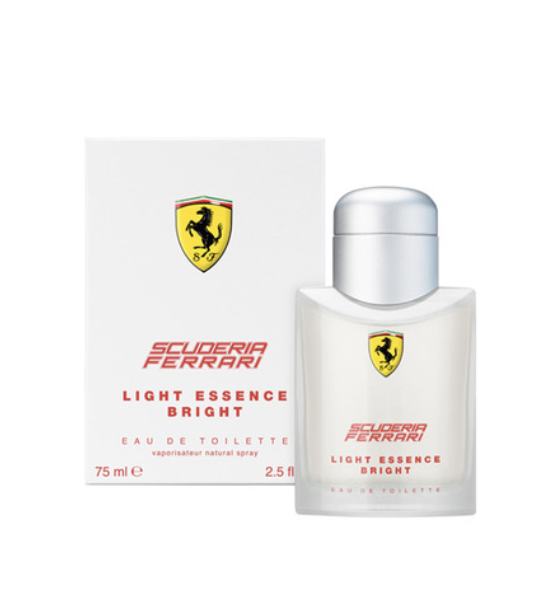 S F
SCUDERIA
FERRARI
LIGHT ESSENCE
BRIGHT
EAU DE TOILETTE
vaporisateur natural spray
75 ml ℮ 2.5 fl
S F
SCUDERIA
FERRARI
LIGHT ESSENCE
BRIGHT
EAU DE TOILETTE